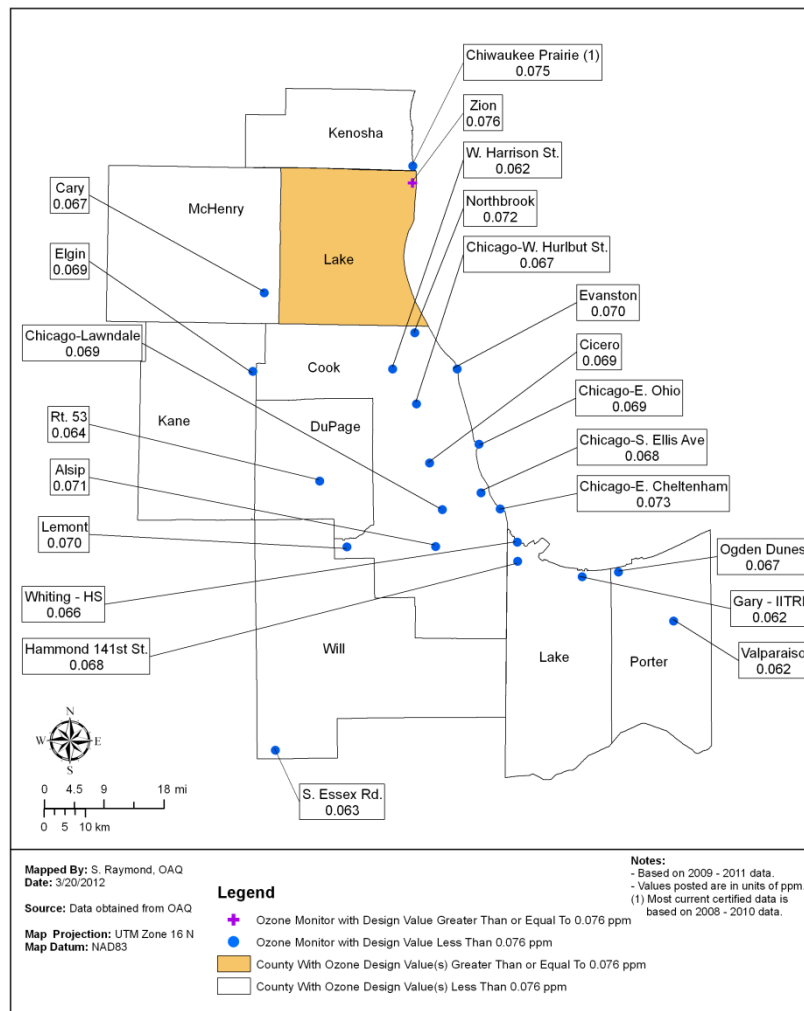 Chiwaukee Prairie (1)
0.075
Zion
0.076
Kenosha
W. Harrison St.
0.062
Cary
0.067
McHenry
Northbrook
0.072
Lake
Chicago-W. Hurlbut St.
0.067
Elgin
0.069
Evanston
0.070
Chicago-Lawndale
0.069
Cook
Cicero
0.069
Kane
DuPage
Chicago-E. Ohio
0.069
Rt. 53
0.064
Chicago-S. Ellis Ave
0.068
Alsip
0.071
Chicago-E. Cheltenham
0.073
Lemont
0.070
Ogden Dunes
0.067
Whiting - HS
0.066
Gary - IITRI
0.062
Hammond 141st St.
0.068
Will
Lake
Porter
Valparaiso
0.062
N
W E
S
0 4.5 9 18 mi
0 5 10 km
S. Essex Rd.
0.063
Mapped By: S. Raymond, OAQ
Date: 3/20/2012
Source: Data obtained from OAQ
Map Projection: UTM Zone 16 N
Map Datum: NAD83
Legend
Ozone Monitor with Design Value Greater Than or Equal To 0.076 ppm
Ozone Monitor with Design Value Less Than 0.076 ppm
County With Ozone Design Value(s) Greater Than or Equal To 0.076 ppm
County With Ozone Design Value(s) Less Than 0.076 ppm
Notes:
- Based on 2009 - 2011 data.
- Values posted are in units of ppm.
(1) Most current certified data is
based on 2008 - 2010 data.